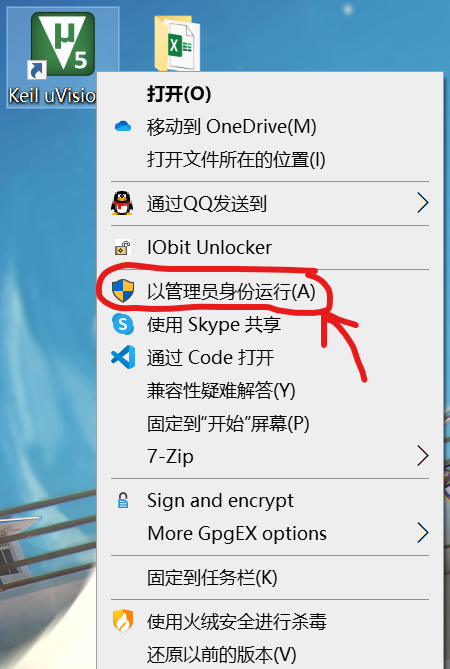 µ5
Keil uVisio
打开(O)
移动到 OneDrive(M)
打开文件所在的位置(I)
通过QQ发送到
IObit Unlocker
以管理员身份运行(A)
使用 Skype 共享
通过 Code 打开
兼容性疑难解答(Y)
固定到“开始”屏幕(P)
7-Zip
Sign and encrypt
More GpgEX options
固定到任务栏(K)
使用火绒安全进行杀毒
还原以前的版本(V)